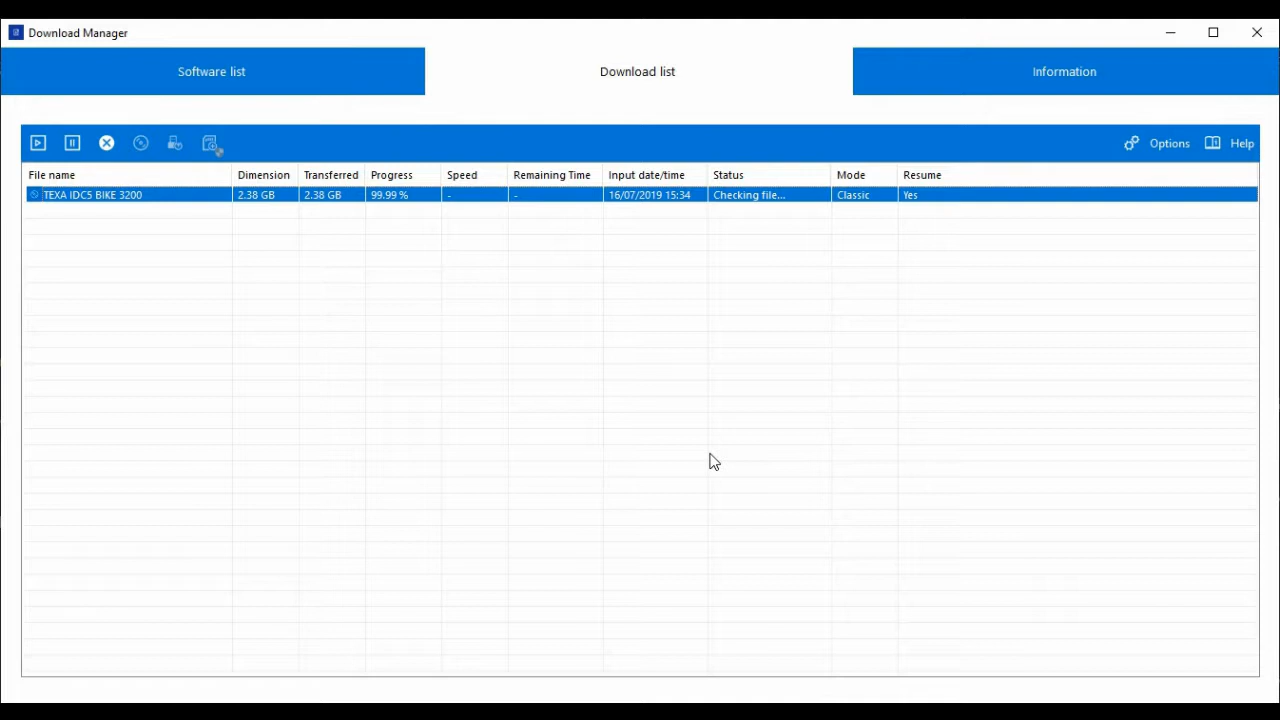 Download Manager
Software list Download list Information
Options Help
File name Dimension Transferred Progress Speed Remaining Time Input date/time Status Mode Resume
TEXA IDC5 BIKE 3200 2.38 GB 2.38 GB 99.99 % - - 16/07/2019 15:34 Checking file... Classic Yes